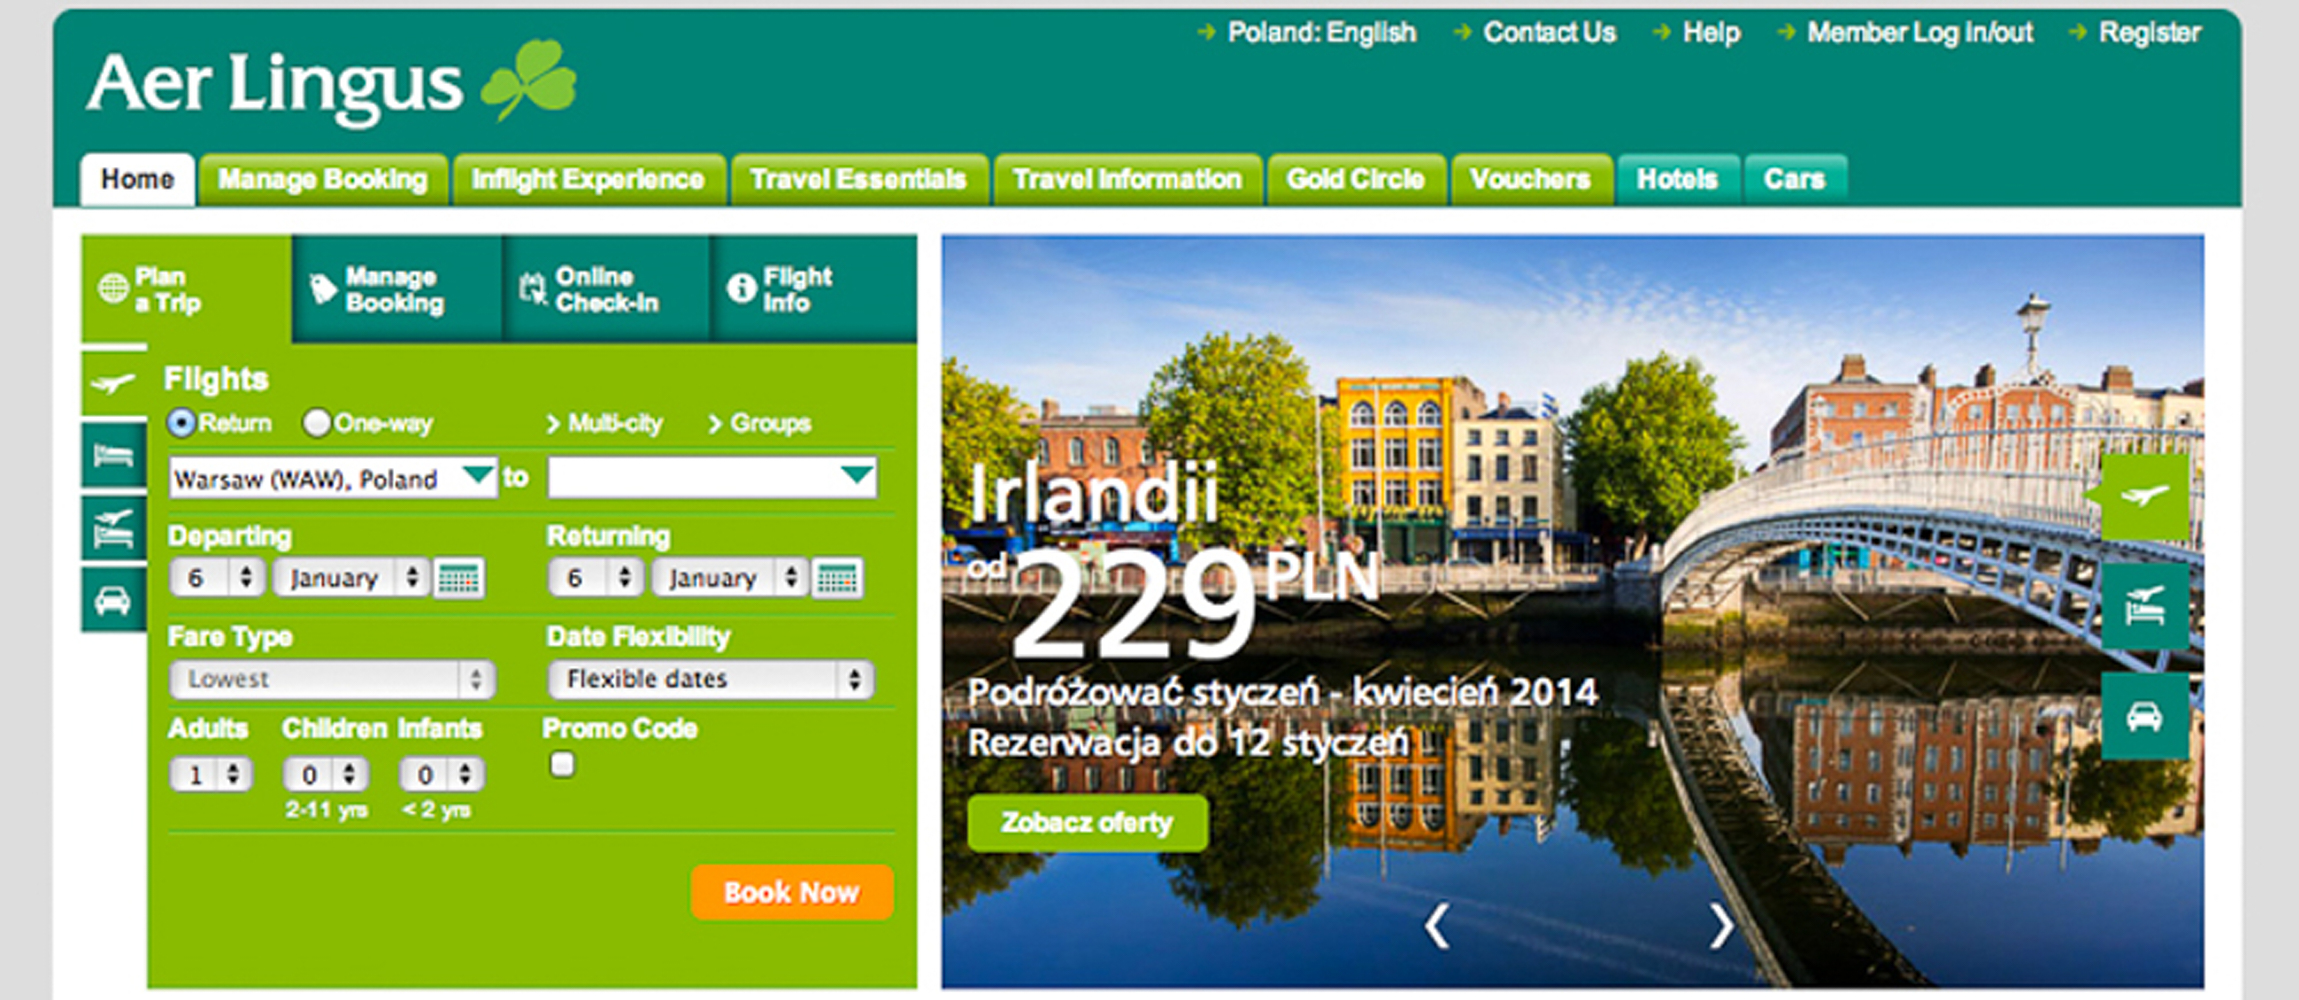 Poland: English Contact Us Help Member Log in/out Register
Aer Lingus
Home Manage Booking Inflight Experience Travel Essentials Travel Information Gold Circle Vouchers Hotels Cars
Plan
a Trip
Manage
Booking
Online
Check-In
Flight
Info
Flights
Return One-way Multi-city Groups
Warsaw (WAW), Poland to
Departing Returning
6 January 6 January
Fare Type Date Flexibility
Lowest Flexible dates
Adults Children Infants Promo Code
1 0 0
2-11 yrs < 2 yrs
Book Now
Irlandii
od 229 PLN
Podróżować styczeń - kwiecień 2014
Rezerwacja do 12 styczeń
Zobacz oferty